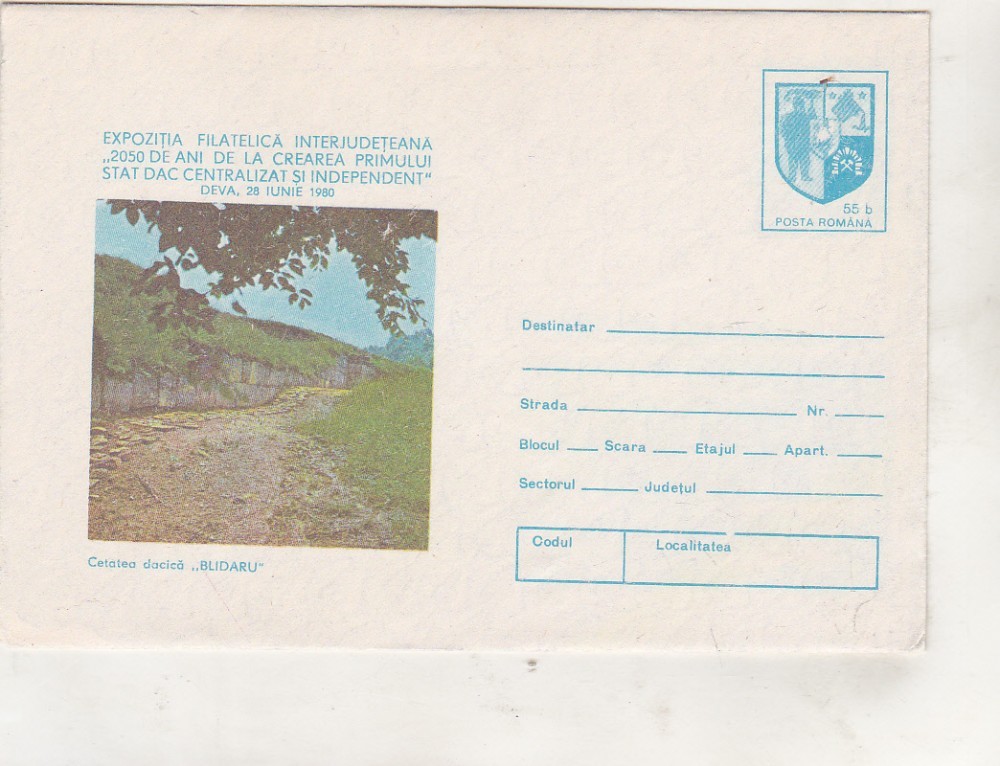 EXPOZIȚIA FILATELICĂ INTERJUDEȚEANĂ
„2050 DE ANI DE LA CREAREA PRIMULUI
STAT DAC CENTRALIZAT ȘI INDEPENDENT“
DEVA, 28 IUNIE 1980
55 b
POSTA ROMÂNĂ
Destinatar
Strada Nr.
Blocul Scara Etajul Apart.
Sectorul Județul
Codul Localitatea
Cetatea dacică „BLIDARU“